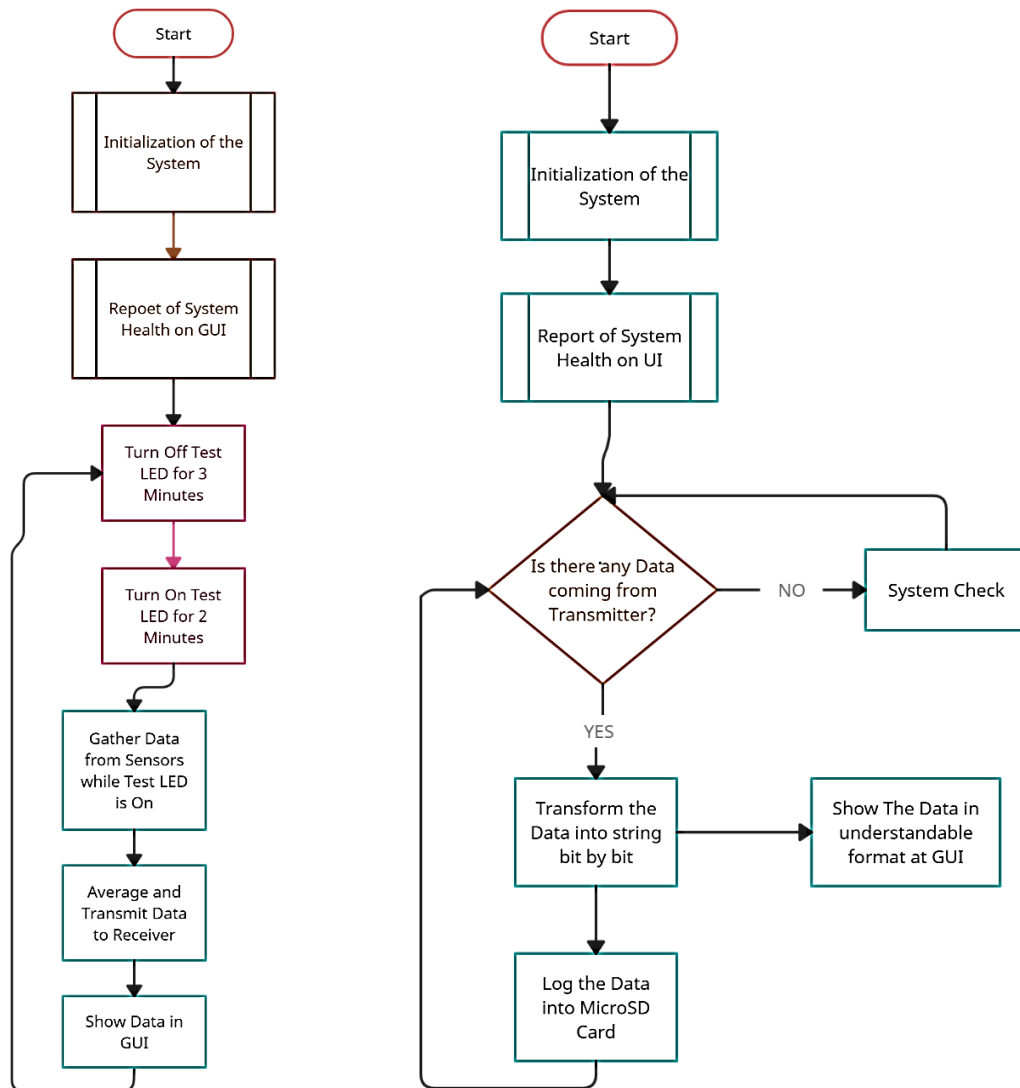 Start
Initialization of the
System
Repoet of System
Health on GUI
Turn Off Test
LED for 3
Minutes
Turn On Test
LED for 2
Minutes
Gather Data
from Sensors
while Test LED
is On
Average and
Transmit Data
to Receiver
Show Data in
GUI
Start
Initialization of the
System
Report of System
Health on UI
Is there any Data
coming from
Transmitter?
NO
System Check
YES
Transform the
Data into string
bit by bit
Show The Data in
understandable
format at GUI
Log the Data
into MicroSD
Card